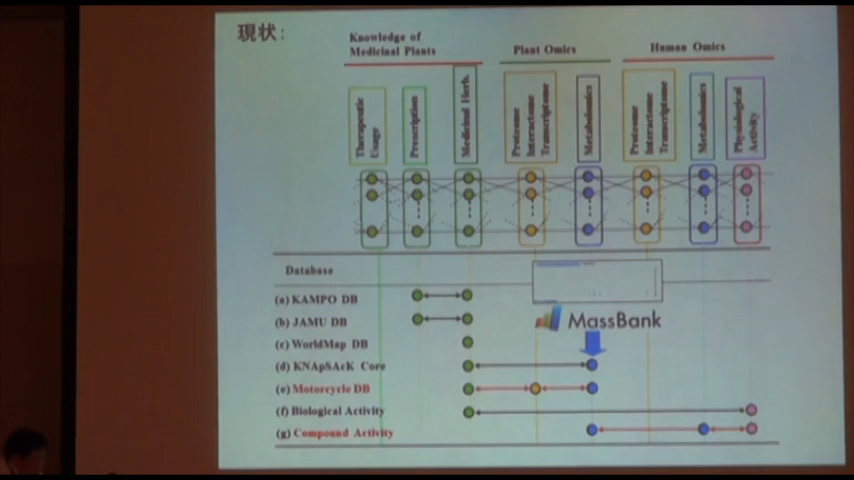 現状:
Knowledge of
Medicinal Plants
Plant Omics
Human Omics
Therapeutic
Usage
Prescription
Medicinal Herb.
Proteome
Interactome
Transcriptome
Metabolomics
Proteome
Interactome
Transcriptome
Metabolomics
Physiological
Activity
Database
(a) KAMPO DB
(b) JAMU DB
(c) WorldMap DB
MassBank
(d) KNApSAcK Core
(e) Motorcycle DB
(f) Biological Activity
(g) Compound Activity